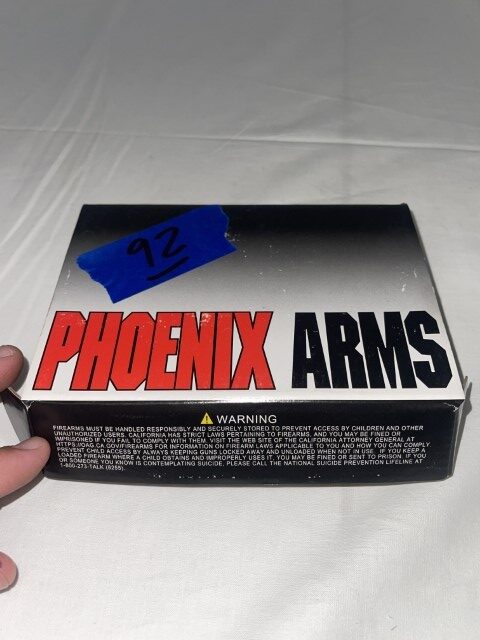 92
PHOENIX ARMS
WARNING
FIREARMS MUST BE HANDLED RESPONSIBLY AND SECURELY STORED TO PREVENT ACCESS BY CHILDREN AND OTHER
UNAUTHORIZED USERS. CALIFORNIA HAS STRICT LAWS PERTAINING TO FIREARMS, AND YOU MAY BE FINED OR
IMPRISONED IF YOU FAIL TO COMPLY WITH THEM. VISIT THE WEB SITE OF THE CALIFORNIA ATTORNEY GENERAL AT
HTTPS://OAG.CA.GOV/FIREARMS FOR INFORMATION ON FIREARM LAWS APPLICABLE TO YOU AND HOW YOU CAN COMPLY.
PREVENT CHILD ACCESS BY ALWAYS KEEPING GUNS LOCKED AWAY AND UNLOADED WHEN NOT IN USE. IF YOU KEEP A
LOADED FIREARM WHERE A CHILD OBTAINS AND IMPROPERLY USES IT, YOU MAY BE FINED OR SENT TO PRISON. IF YOU
OR SOMEONE YOU KNOW IS CONTEMPLATING SUICIDE, PLEASE CALL THE NATIONAL SUICIDE PREVENTION LIFELINE AT
1-800-273-TALK (8255).